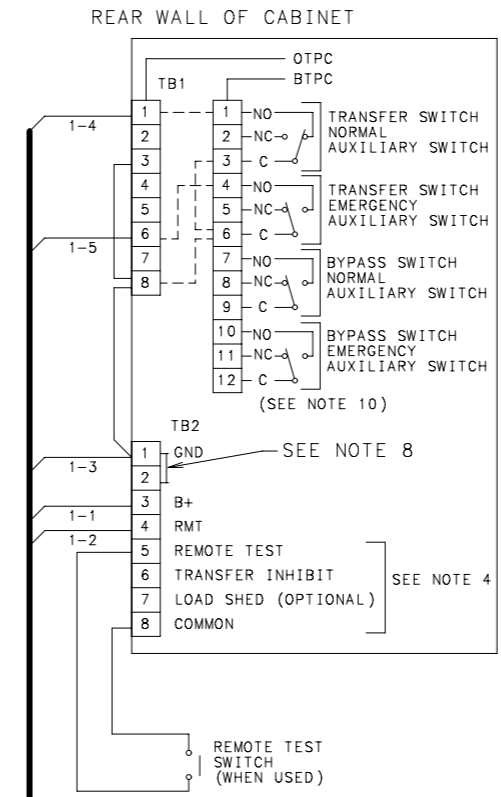 REAR WALL OF CABINET
OTPC
BTPC
TB1
1
2
3
4
5
6
7
8
1 NO
2 NC
3 C
4 NO
5 NC
6 C
7 NO
8 NC
9 C
10 NO
11 NC
12 C
TRANSFER SWITCH
NORMAL
AUXILIARY SWITCH
TRANSFER SWITCH
EMERGENCY
AUXILIARY SWITCH
BYPASS SWITCH
NORMAL
AUXILIARY SWITCH
BYPASS SWITCH
EMERGENCY
AUXILIARY SWITCH
(SEE NOTE 10)
1-4
1-5
TB2
1 GND
2
SEE NOTE 8
3 B+
4 RMT
5 REMOTE TEST
6 TRANSFER INHIBIT
7 LOAD SHED (OPTIONAL)
8 COMMON
SEE NOTE 4
1-3
1-1
1-2
REMOTE TEST
SWITCH
(WHEN USED)